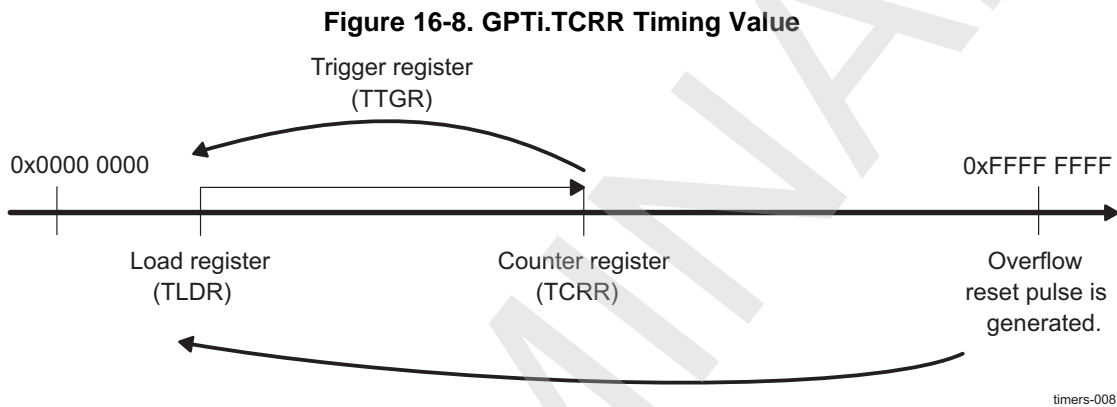 Figure 16-8. GPTi.TCRR Timing Value
Trigger register
(TTGR)
0x0000 0000
0xFFFF FFFF
Load register
(TLDR)
Counter register
(TCRR)
Overflow
reset pulse is
generated.
timers-008